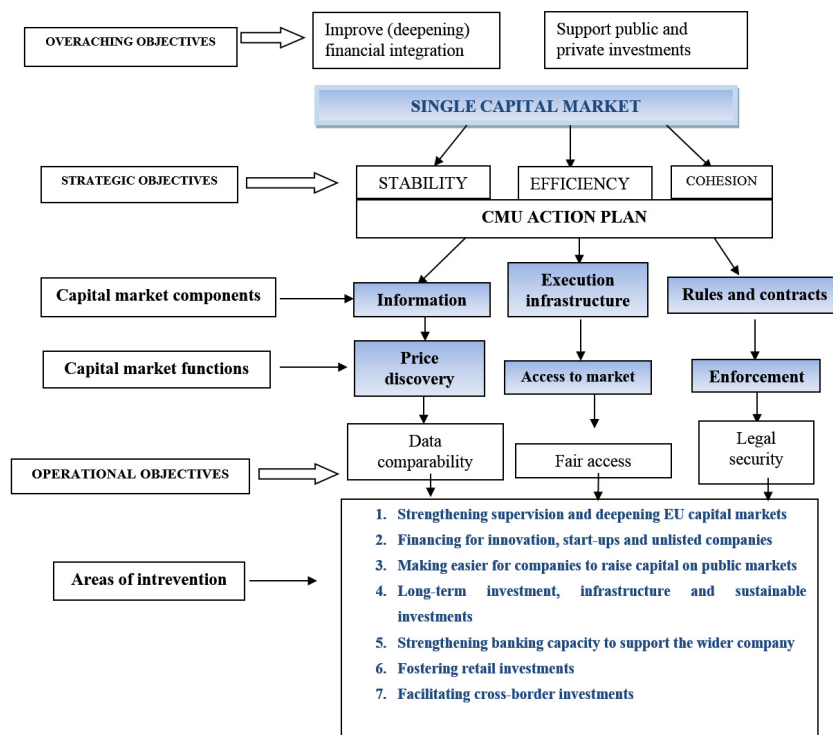 OVERACHING OBJECTIVES
Improve (deepening)
financial integration
Support public and
private investments
SINGLE CAPITAL MARKET
STRATEGIC OBJECTIVES
STABILITY
EFFICIENCY
COHESION
CMU ACTION PLAN
Capital market components
Information
Execution
infrastructure
Rules and contracts
Capital market functions
Price
discovery
Access to market
Enforcement
OPERATIONAL OBJECTIVES
Data
comparability
Fair access
Legal
security
Areas of intrevention
1. Strengthening supervision and deepening EU capital markets
2. Financing for innovation, start-ups and unlisted companies
3. Making easier for companies to raise capital on public markets
4. Long-term investment, infrastructure and sustainable
investments
5. Strengthening banking capacity to support the wider company
6. Fostering retail investments
7. Facilitating cross-border investments